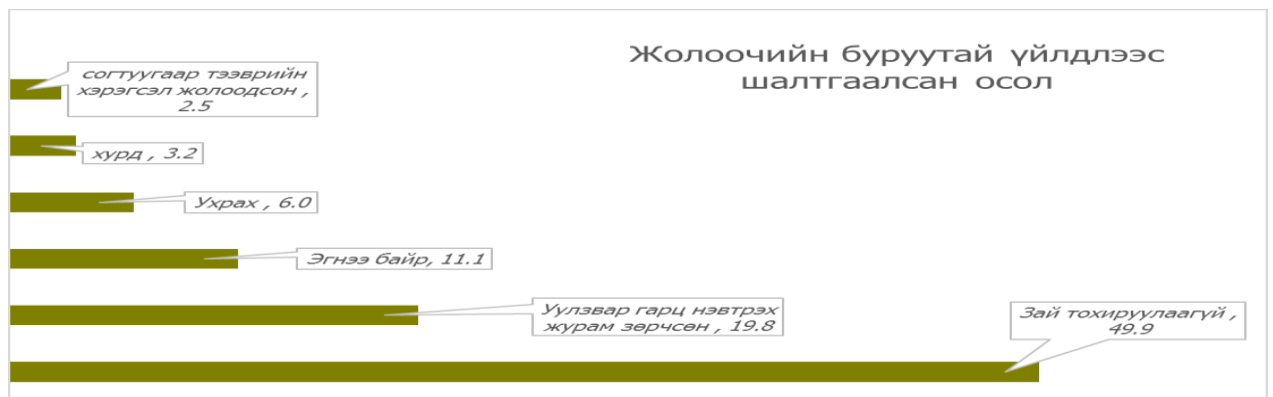 Жолоочийн буруутай үйлдлээс
шалтгаалсан осол
согтуугаар тээврийн
хэрэгсэл жолоодсон ,
2.5
хурд , 3.2
Ухрах , 6.0
Эгнээ байр, 11.1
Уулзвар гарц нэвтрэх
журам зөрчсөн , 19.8
Зай тохируулаагүй ,
49.9